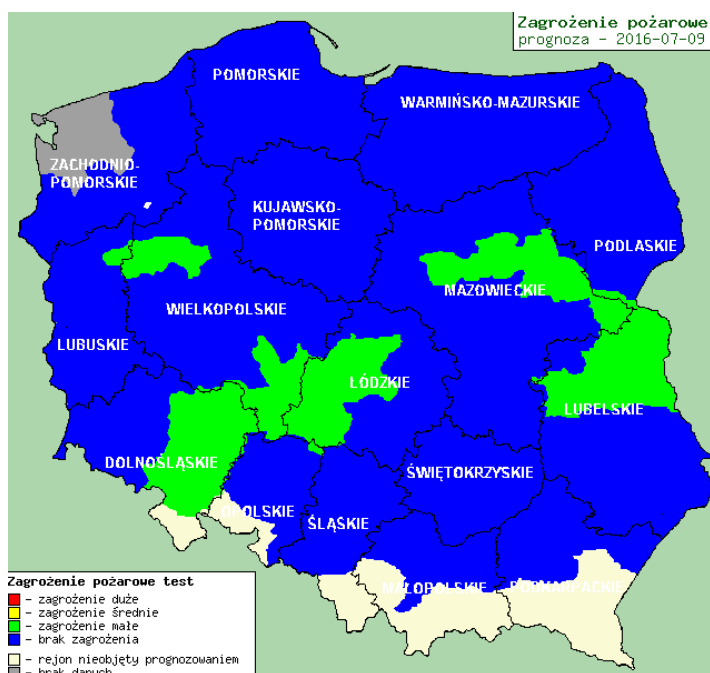 Zagrożenie pożarowe
prognoza - 2016-07-09
POMORSKIE
WARMIŃSKO-MAZURSKIE
ZACHODNIO-
POMORSKIE
KUJAWSKO-
POMORSKIE
PODLASKIE
MAZOWIECKIE
WIELKOPOLSKIE
LUBUSKIE
ŁÓDZKIE
LUBELSKIE
DOLNOŚLĄSKIE
ŚWIĘTOKRZYSKIE
OPOLSKIE
ŚLĄSKIE
MAŁOPOLSKIE
PODKARPACKIE
Zagrożenie pożarowe test
- zagrożenie duże
- zagrożenie średnie
- zagrożenie małe
- brak zagrożenia
- rejon nieobjęty prognozowaniem
- brak danych